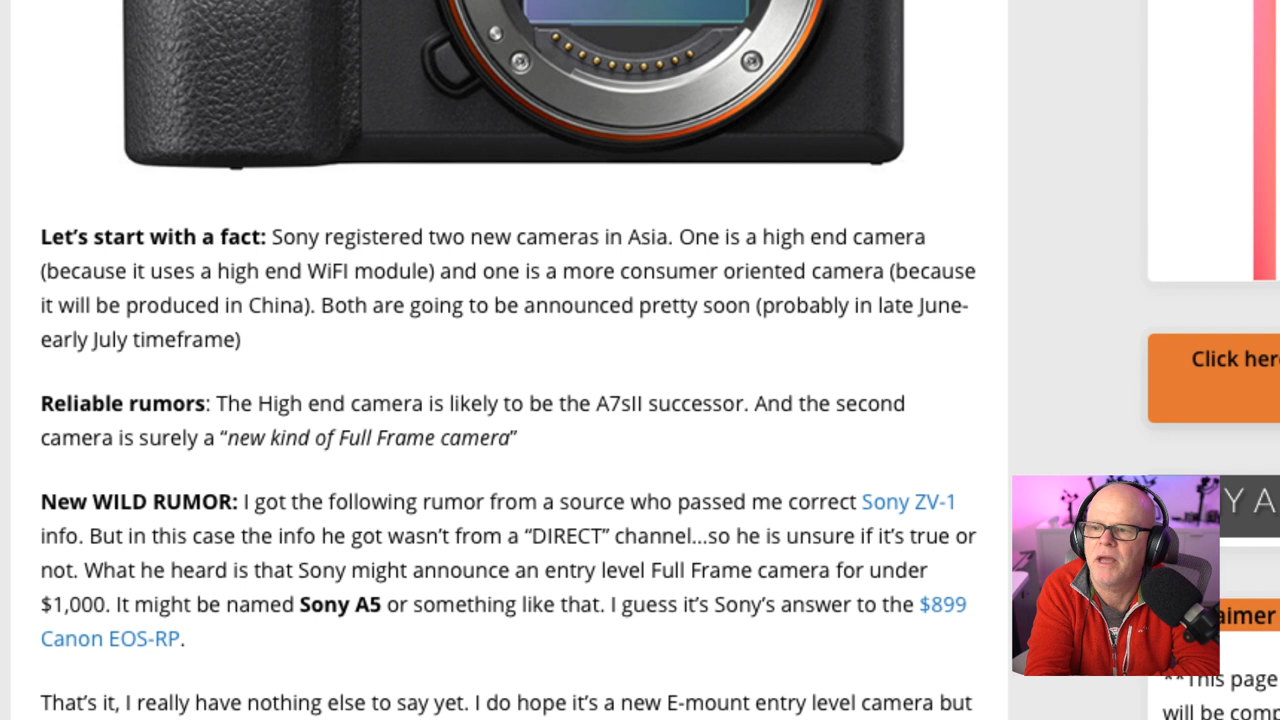 Let's start with a fact: Sony registered two new cameras in Asia. One is a high end camera
(because it uses a high end WiFI module) and one is a more consumer oriented camera (because
it will be produced in China). Both are going to be announced pretty soon (probably in late June-
early July timeframe)
Reliable rumors: The High end camera is likely to be the A7sII successor. And the second
camera is surely a “new kind of Full Frame camera”
New WILD RUMOR: I got the following rumor from a source who passed me correct Sony ZV-1
info. But in this case the info he got wasn't from a “DIRECT” channel...so he is unsure if it's true or
not. What he heard is that Sony might announce an entry level Full Frame camera for under
$1,000. It might be named Sony A5 or something like that. I guess it's Sony's answer to the $899
Canon EOS-RP.
That's it, I really have nothing else to say yet. I do hope it's a new E-mount entry level camera but
Click her
Y A
aimer
**This page
will be comp